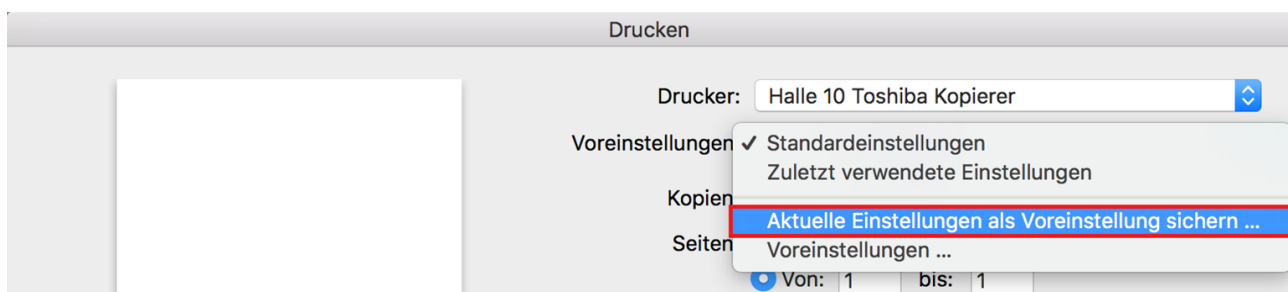 Drucken
Drucker: Halle 10 Toshiba Kopierer
Voreinstellungen ✓ Standardeinstellungen
Zuletzt verwendete Einstellungen
Kopien
Aktuelle Einstellungen als Voreinstellung sichern ...
Seiten
Voreinstellungen ...
Von: 1 bis: 1